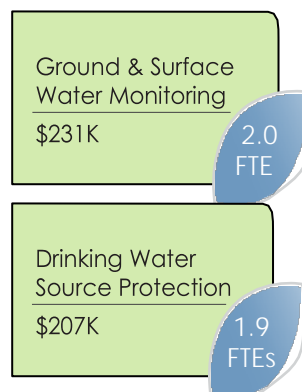 Ground & Surface
Water Monitoring
$231K
2.0
FTE
Drinking Water
Source Protection
$207K
1.9
FTEs